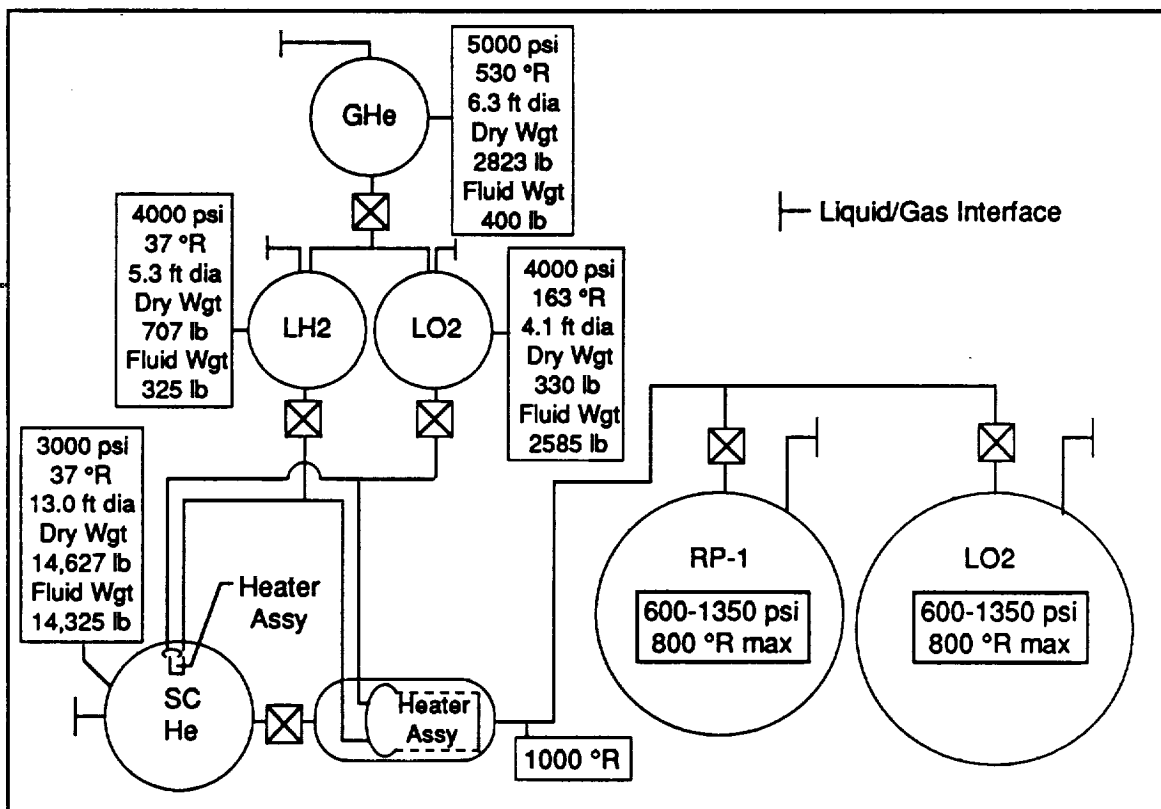 5000 psi
530 °R
6.3 ft dia
Dry Wgt
2823 lb
Fluid Wgt
400 lb
GHe
Liquid/Gas Interface
4000 psi
37 °R
5.3 ft dia
Dry Wgt
707 lb
Fluid Wgt
325 lb
LH2
LO2
4000 psi
163 °R
4.1 ft dia
Dry Wgt
330 lb
Fluid Wgt
2585 lb
3000 psi
37 °R
13.0 ft dia
Dry Wgt
14,627 lb
Fluid Wgt
14,325 lb
Heater
Assy
SC
He
Heater
Assy
1000 °R
RP-1
600-1350 psi
800 °R max
LO2
600-1350 psi
800 °R max